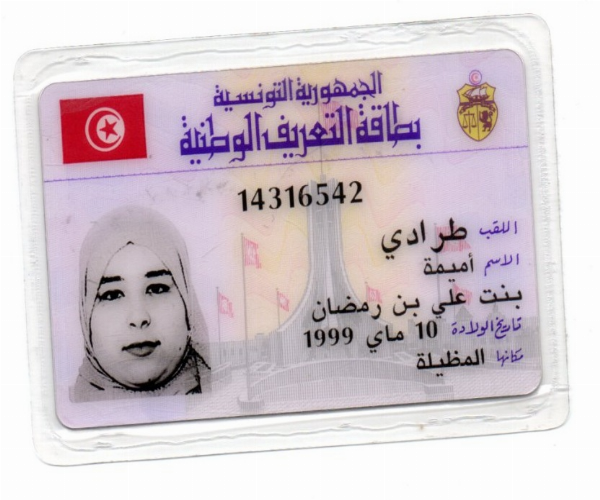 الجمهورية التونسية
بطاقة التعريف الوطنية
14316542
اللقب طرادي
الاسم أميمة
بنت علي بن رمضان
تاريخ الولادة 10 ماي 1999
مكانها المظيلة